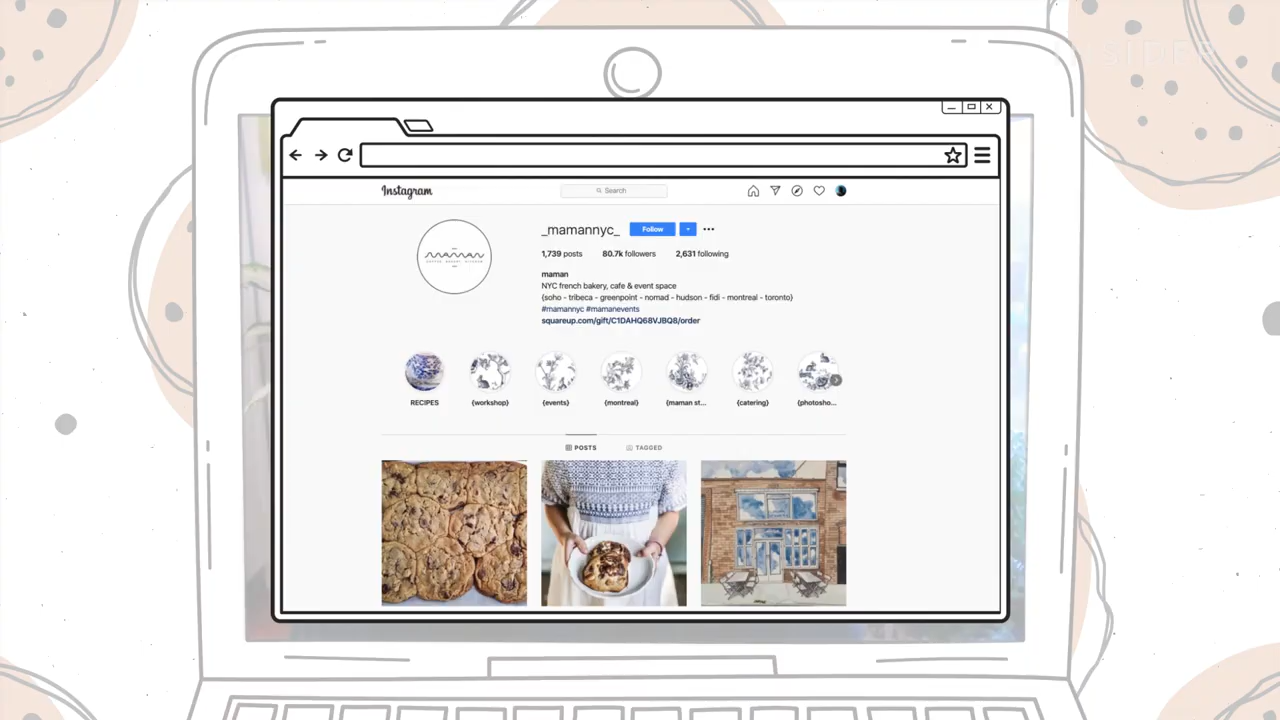 INSIDER
Instagram
Search
_mamannyc_
Follow
1,739 posts 80.7k followers 2,631 following
maman
NYC french bakery, cafe & event space
{soho - tribeca - greenpoint - nomad - hudson - fidi - montreal - toronto}
#mamannyc #mamanevents
squareup.com/gift/C1DAHQ68VJBQ8/order
maman
RECIPES {workshop} {events} {montreal} {maman st... {catering} {photosho...
POSTS TAGGED